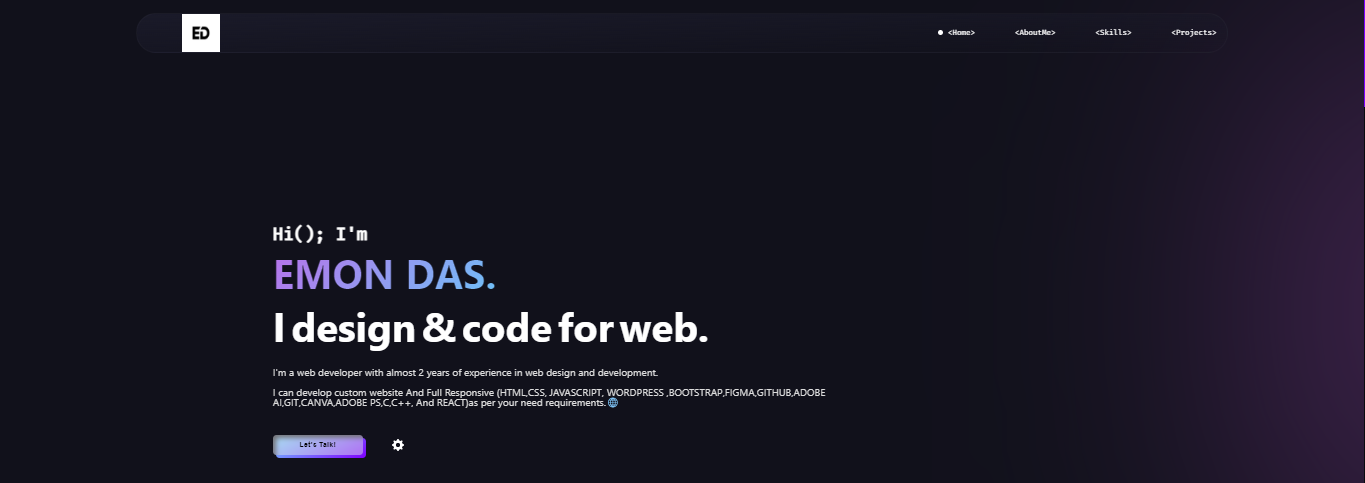 ED
<Home> <AboutMe> <Skills> <Projects>
Hi(); I'm
EMON DAS.
I design & code for web.
I'm a web developer with almost 2 years of experience in web design and development.
I can develop custom website And Full Responsive (HTML,CSS, JAVASCRIPT, WORDPRESS ,BOOTSTRAP,FIGMA,GITHUB,ADOBE
AI,GIT,CANVA,ADOBE PS,C,C++, And REACT)as per your need requirements. 🌐
Let's Talk!